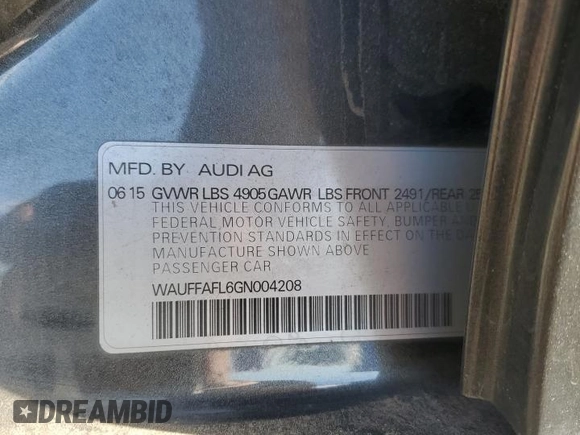 MFD. BY AUDI AG
06 15 GVWR LBS 4905 GAWR LBS FRONT 2491/REAR
THIS VEHICLE CONFORMS TO ALL APPLICABLE
FEDERAL MOTOR VEHICLE SAFETY, BUMPER AND
PREVENTION STANDARDS IN EFFECT ON THE
MANUFACTURE SHOWN ABOVE
PASSENGER CAR
WAUFFAFL6GN004208
DREAMBID